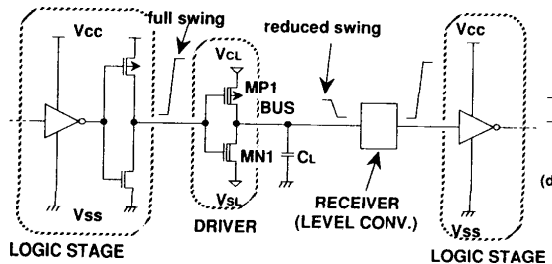 full swing
reduced swing
Vcc
VCL
Vcc
MP1
BUS
MN1
CL
Vss
VSL
RECEIVER
(LEVEL CONV.)
Vss
(d
DRIVER
LOGIC STAGE
LOGIC STAGE